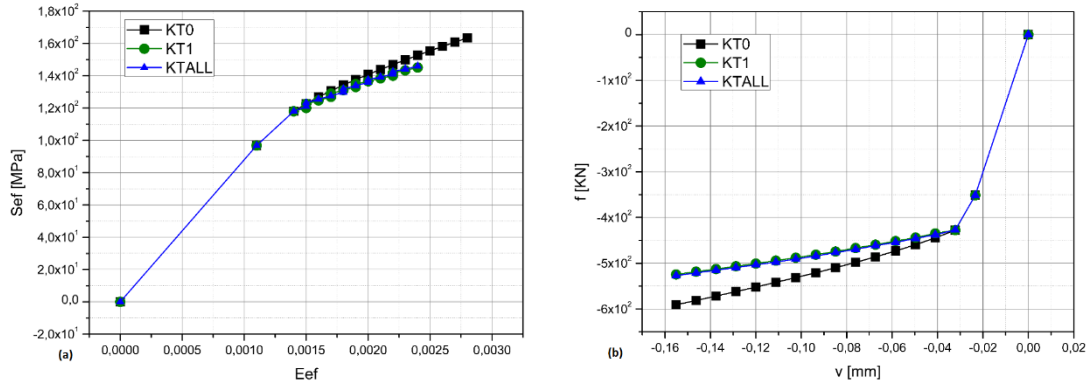 KT0
KT1
KTALL
1,8x10²
1,6x10²
1,4x10²
1,2x10²
1,0x10²
8,0x10¹
6,0x10¹
4,0x10¹
2,0x10¹
0,0
-2,0x10¹
Sef [MPa]
(a)
0,0000 0,0005 0,0010 0,0015 0,0020 0,0025 0,0030
Eef
KT0
KT1
KTALL
0
-1x10²
-2x10²
-3x10²
-4x10²
-5x10²
-6x10²
f [KN]
(b)
-0,16 -0,14 -0,12 -0,10 -0,08 -0,06 -0,04 -0,02 0,00 0,02
v [mm]